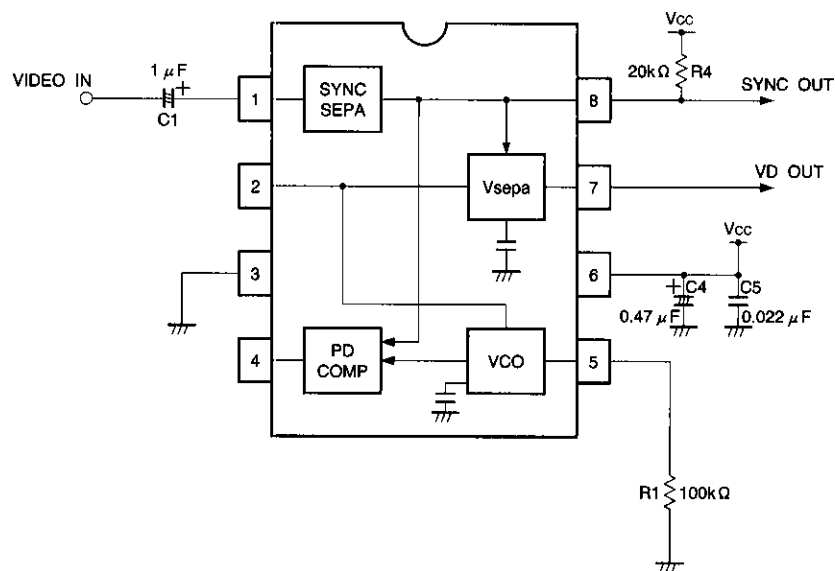 VIDEO IN
1 μF
+
C1
1
SYNC
SEPA
8
Vcc
20kΩ
R4
SYNC OUT
2
Vsepa
7
VD OUT
3
6
Vcc
+
C4
C5
0.47 μF
0.022 μF
4
PD
COMP
VCO
5
R1
100kΩ